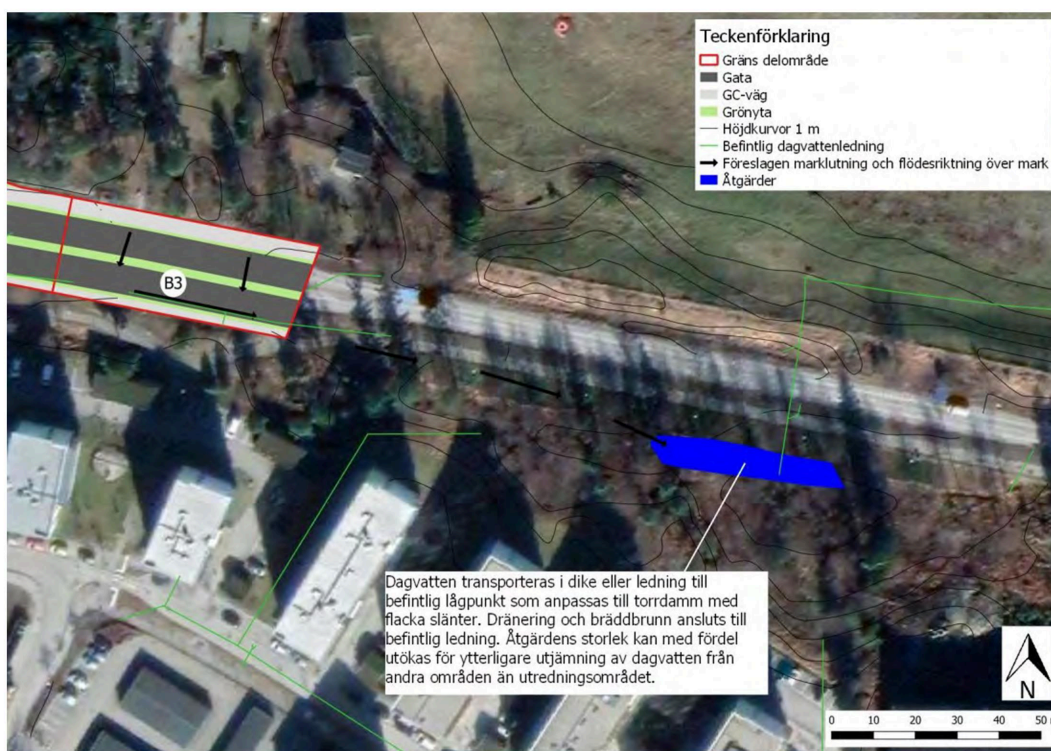 Teckenförklaring
Gräns delområde
Gata
GC-väg
Grönyta
Höjdkurvor 1 m
Befintlig dagvattenledning
Föreslagen marklutning och flödesriktning över mark
Åtgärder
B3
Dagvatten transporteras i dike eller ledning till
befintlig lågpunkt som anpassas till torrdamm med
flacka slänter. Dränering och bräddbrunn ansluts till
befintlig ledning. Åtgärdens storlek kan med fördel
utökas för ytterligare utjämning av dagvatten från
andra områden än utredningsområdet.
N
0 10 20 30 40 50